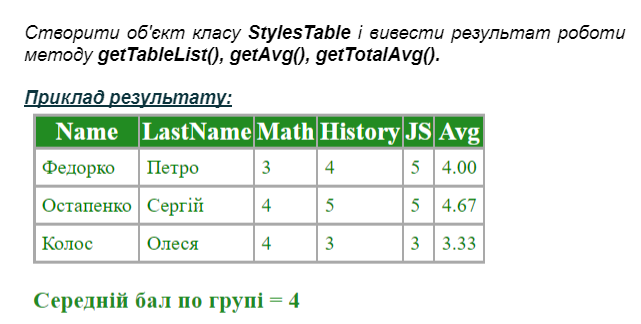 Створити об'єкт класу StylesTable і вивести результат роботи
методу getTableList(), getAvg(), getTotalAvg().
Приклад результату:
Name LastName Math History JS Avg
Федорко Петро 3 4 5 4.00
Остапенко Сергій 4 5 5 4.67
Колос Олеся 4 3 3 3.33
Середній бал по групі = 4